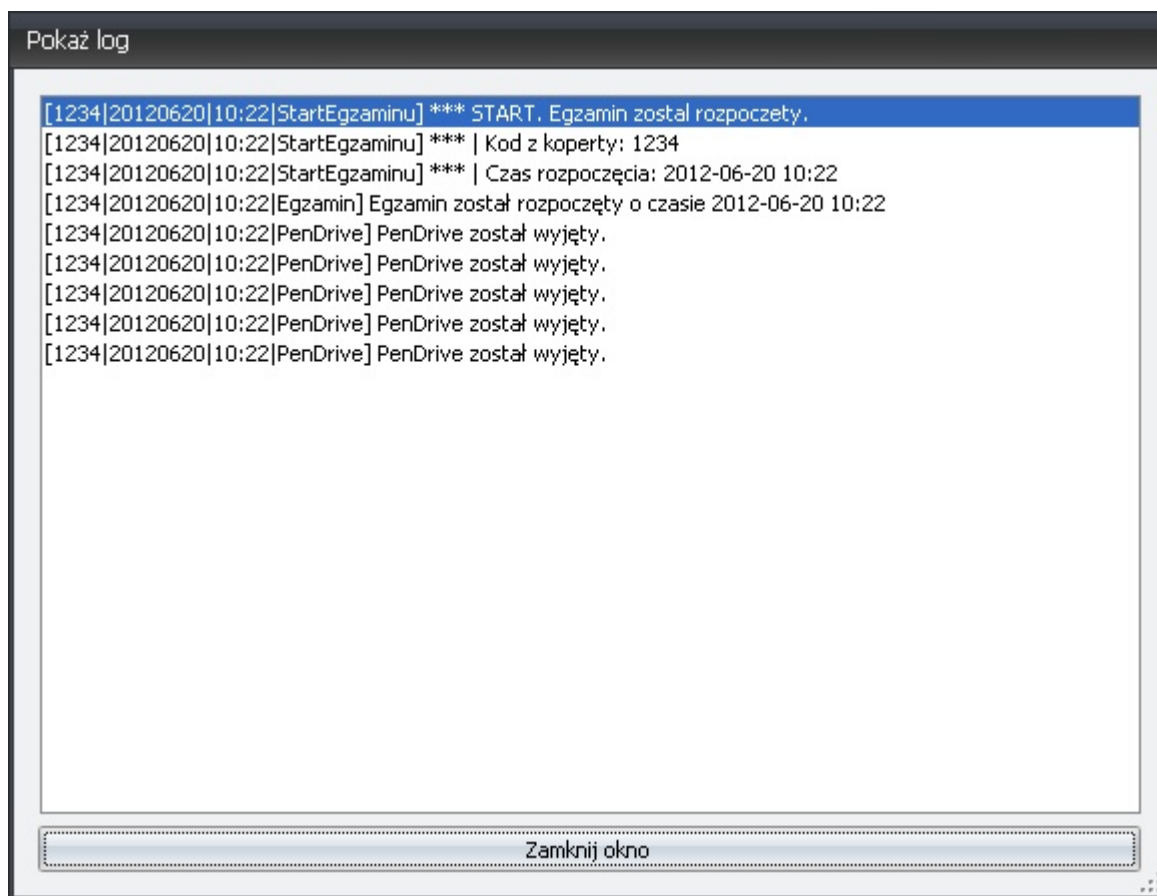 Pokaż log
[1234|20120620|10:22|StartEgzaminu] *** START. Egzamin zostal rozpoczety.
[1234|20120620|10:22|StartEgzaminu] *** | Kod z koperty: 1234
[1234|20120620|10:22|StartEgzaminu] *** | Czas rozpoczęcia: 2012-06-20 10:22
[1234|20120620|10:22|Egzamin] Egzamin został rozpoczęty o czasie 2012-06-20 10:22
[1234|20120620|10:22|PenDrive] PenDrive został wyjęty.
[1234|20120620|10:22|PenDrive] PenDrive został wyjęty.
[1234|20120620|10:22|PenDrive] PenDrive został wyjęty.
[1234|20120620|10:22|PenDrive] PenDrive został wyjęty.
[1234|20120620|10:22|PenDrive] PenDrive został wyjęty.
Zamknij okno